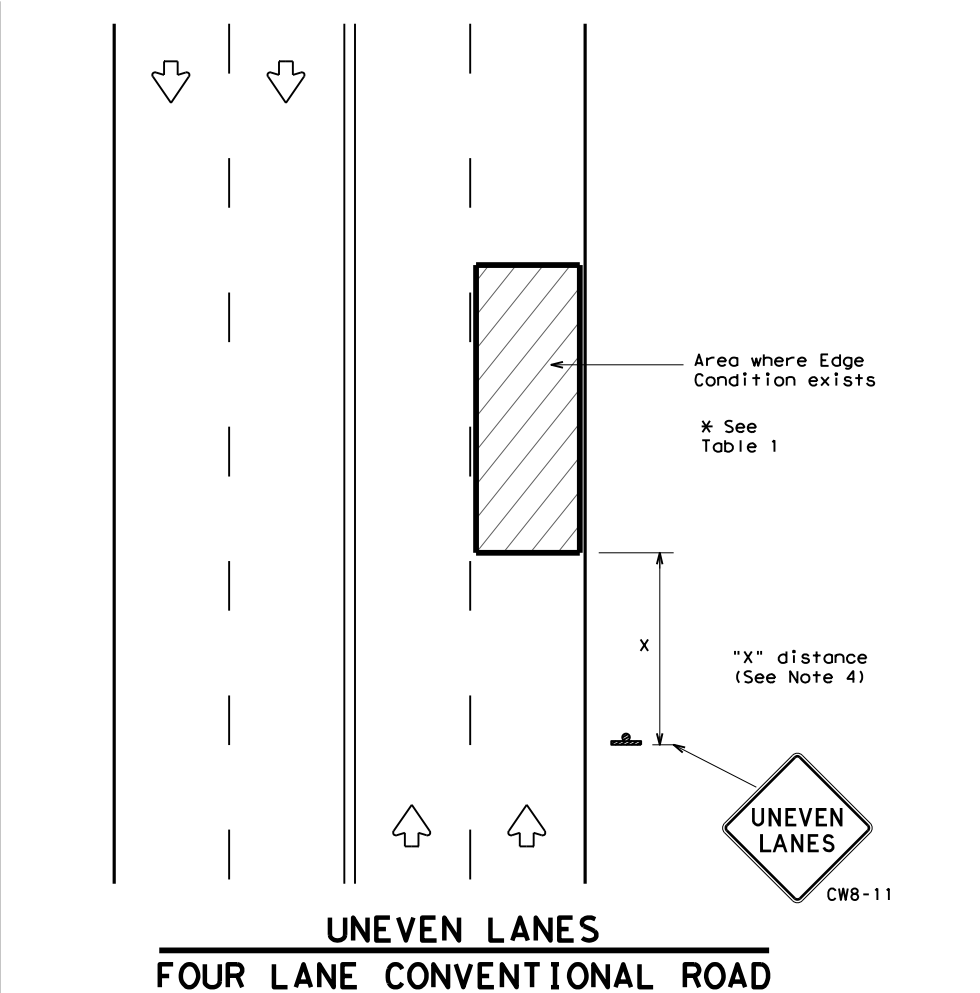 Area where Edge
Condition exists
* See
Table 1
X
"X" distance
(See Note 4)
UNEVEN
LANES
CW8-11
UNEVEN LANES
FOUR LANE CONVENTIONAL ROAD